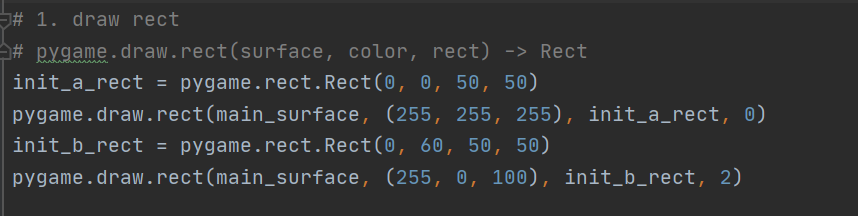 # 1. draw rect
# pygame.draw.rect(surface, color, rect) -> Rect
init_a_rect = pygame.rect.Rect(0, 0, 50, 50)
pygame.draw.rect(main_surface, (255, 255, 255), init_a_rect, 0)
init_b_rect = pygame.rect.Rect(0, 60, 50, 50)
pygame.draw.rect(main_surface, (255, 0, 100), init_b_rect, 2)